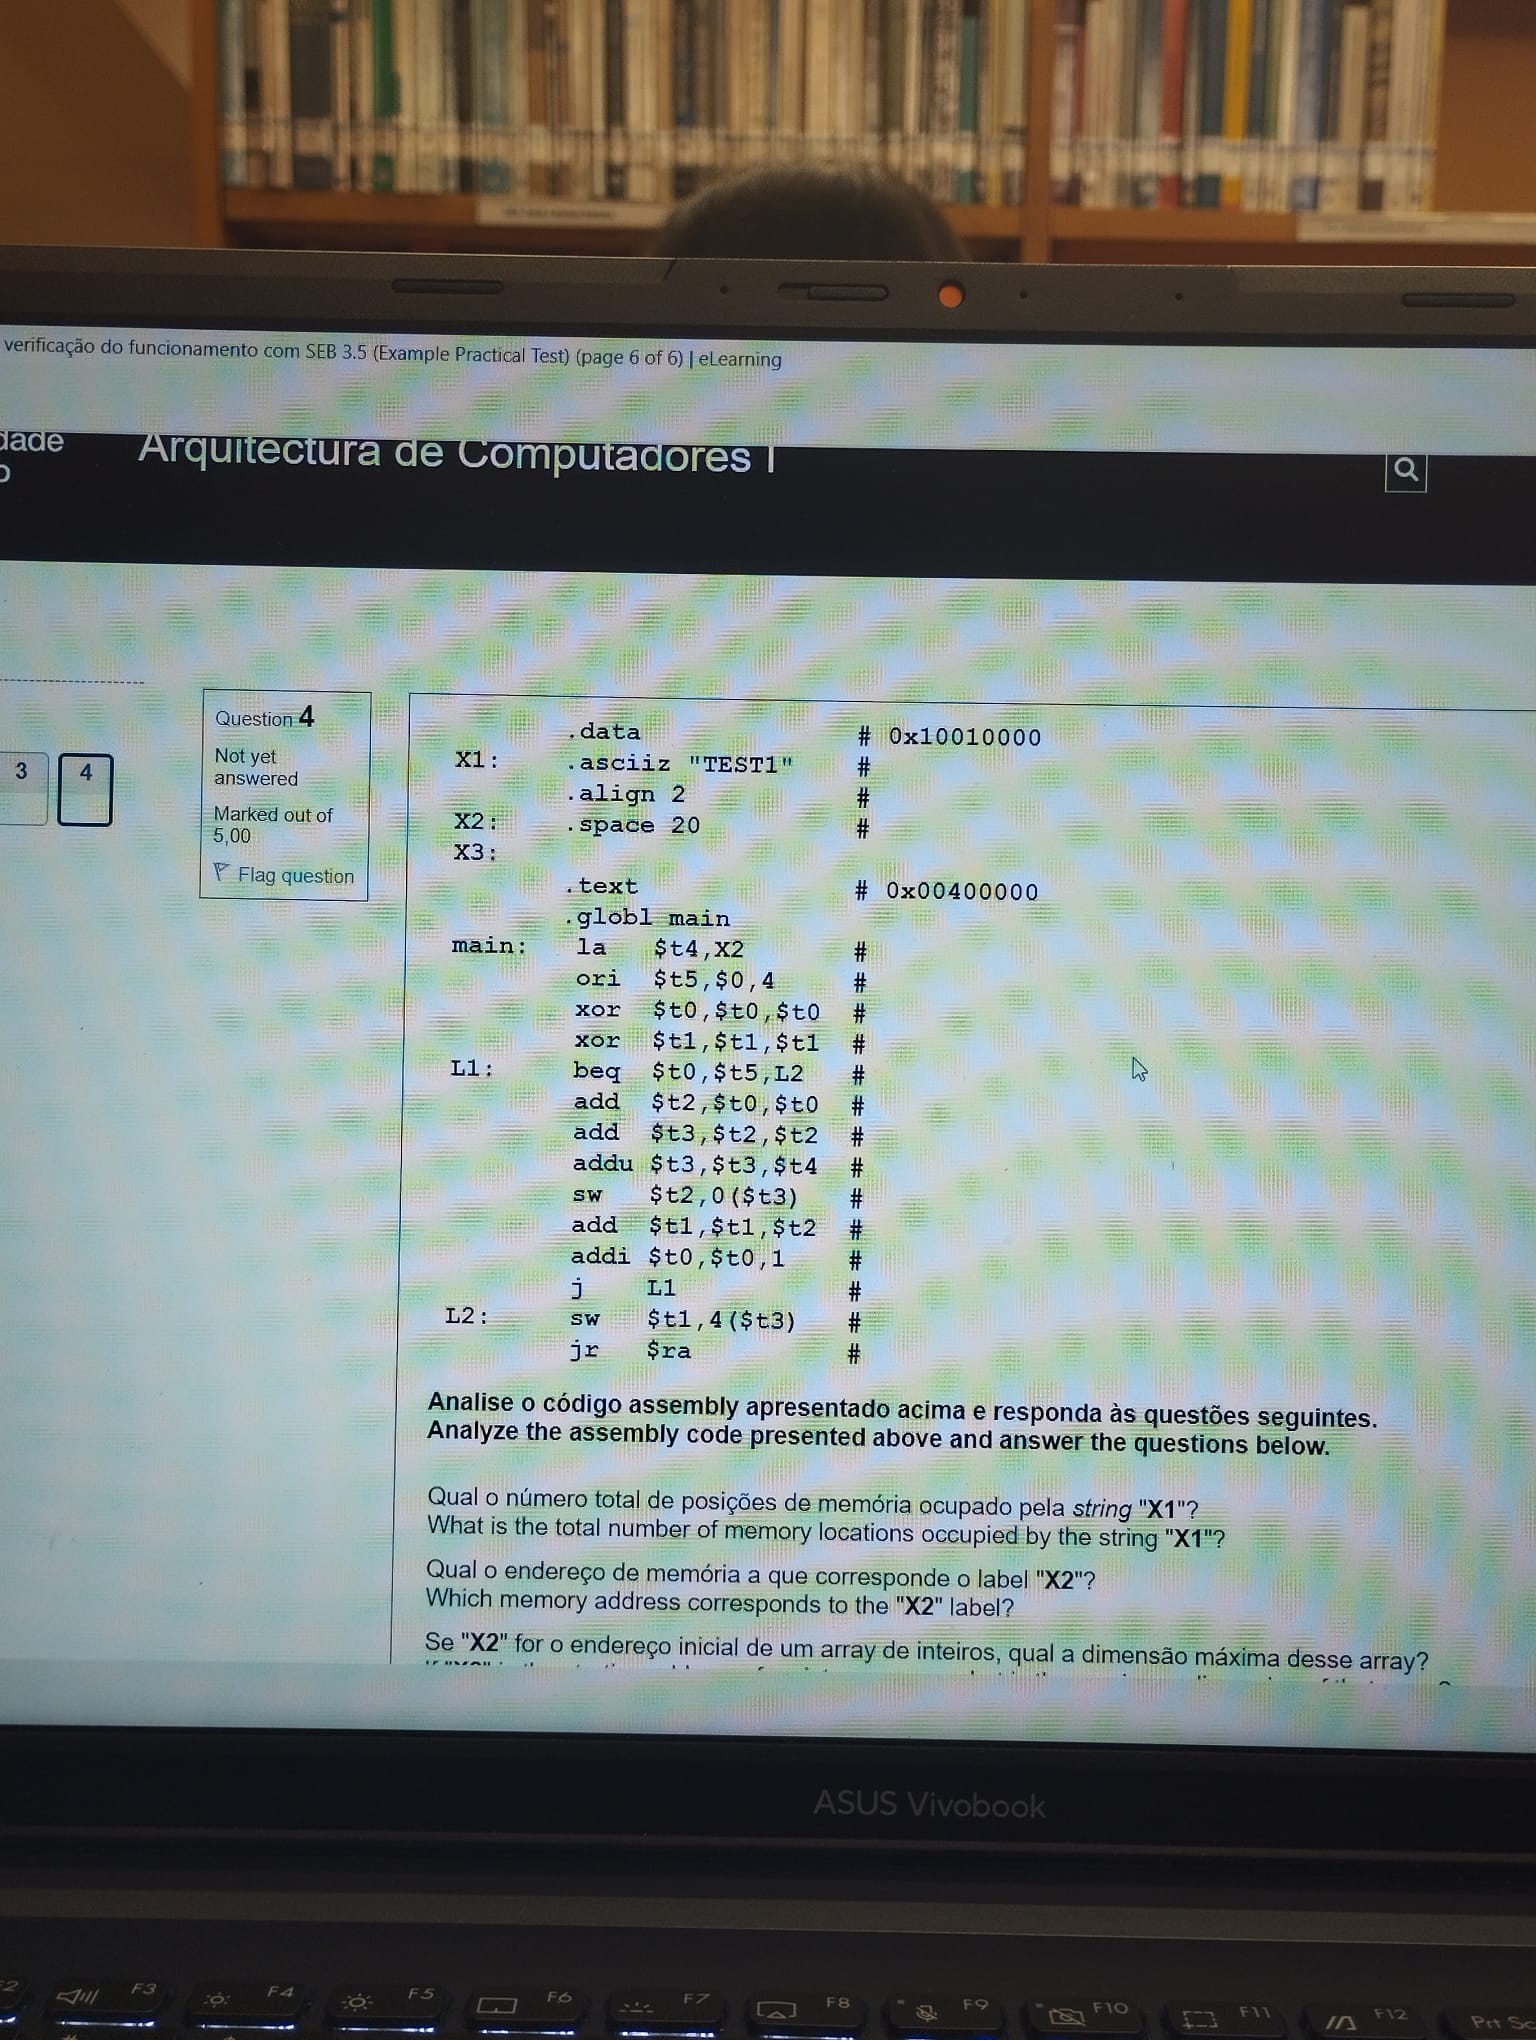 verificação do funcionamento com SEB 3.5 (Example Practical Test) (page 6 of 6) | eLearning
dade
Arquitectura de Computadores I
3
4
Question 4
Not yet
answered
Marked out of
5,00
Flag question
.data # 0x10010000
X1: .asciiz "TEST1" #
.align 2 #
X2: .space 20 #
X3:
.text # 0x00400000
.globl main
main: la $t4,X2 #
ori $t5,$0,4 #
xor $t0,$t0,$t0 #
xor $t1,$t1,$t1 #
L1: beq $t0,$t5,L2 #
add $t2,$t0,$t0 #
add $t3,$t2,$t2 #
addu $t3,$t3,$t4 #
sw $t2,0($t3) #
add $t1,$t1,$t2 #
addi $t0,$t0,1 #
j L1 #
L2: sw $t1,4($t3) #
jr $ra #
Analise o código assembly apresentado acima e responda às questões seguintes.
Analyze the assembly code presented above and answer the questions below.
Qual o número total de posições de memória ocupado pela string "X1"?
What is the total number of memory locations occupied by the string "X1"?
Qual o endereço de memória a que corresponde o label "X2"?
Which memory address corresponds to the "X2" label?
Se "X2" for o endereço inicial de um array de inteiros, qual a dimensão máxima desse array?
ASUS Vivobook
F3
F4
F5
F6
F7
F8
F9
F10
F11
F12
Prt Sc